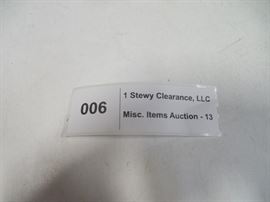 006
1 Stewy Clearance, LLC
Misc. Items Auction - 13